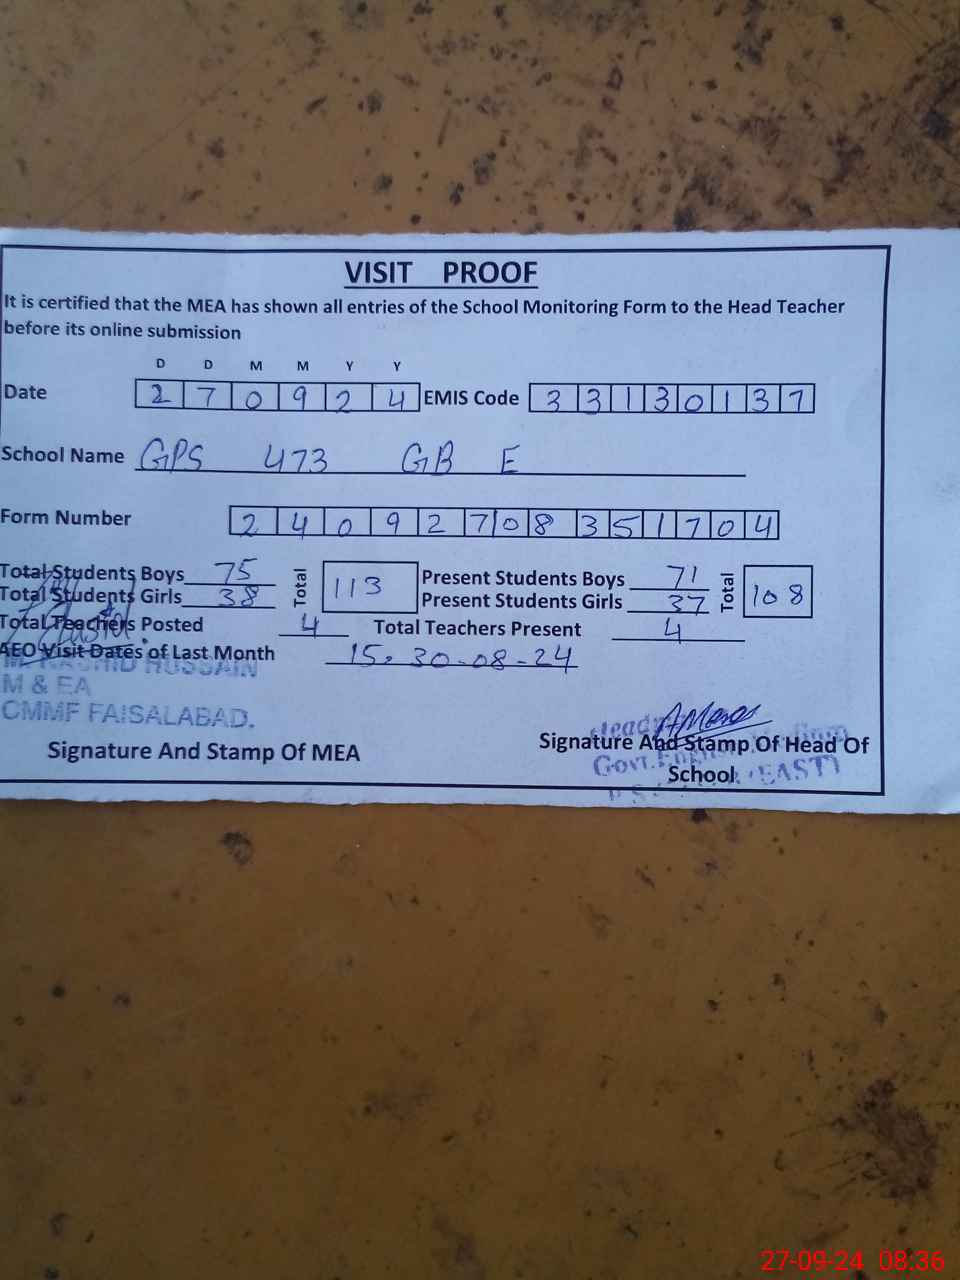 VISIT PROOF
It is certified that the MEA has shown all entries of the School Monitoring Form to the Head Teacher
before its online submission
D D M M Y Y
Date 2 7 0 9 2 4 EMIS Code 3 3 1 3 0 1 3 7
School Name GPS 473 GB E
Form Number 2 4 0 9 2 7 0 8 3 5 1 7 0 4
Total Students Boys 75 Total 113 Present Students Boys 71 Total 108
Total Students Girls 38 Present Students Girls 37
Total Teachers Posted 4 Total Teachers Present 4
AEO Visit Dates of Last Month 15, 30-08-24
M. RASHID HUSSAIN
M & EA
CMMF FAISALABAD.
Signature And Stamp Of MEA
Signature And Stamp Of Head Of
School
Govt. (EAST)
27-09-24 08:36